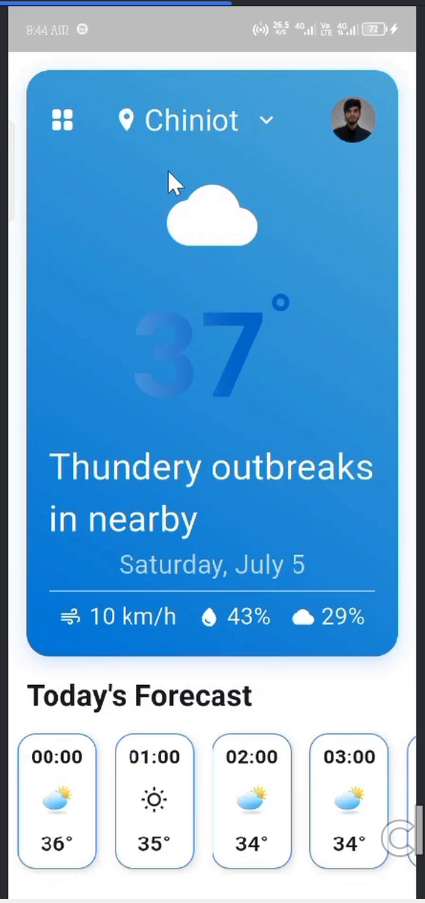 9:44 AM
26.5 K/s 4G Vo LTE 4G 72
Chiniot
37°
Thundery outbreaks
in nearby
Saturday, July 5
10 km/h 43% 29%
Today's Forecast
00:00 01:00 02:00 03:00
36° 35° 34° 34°